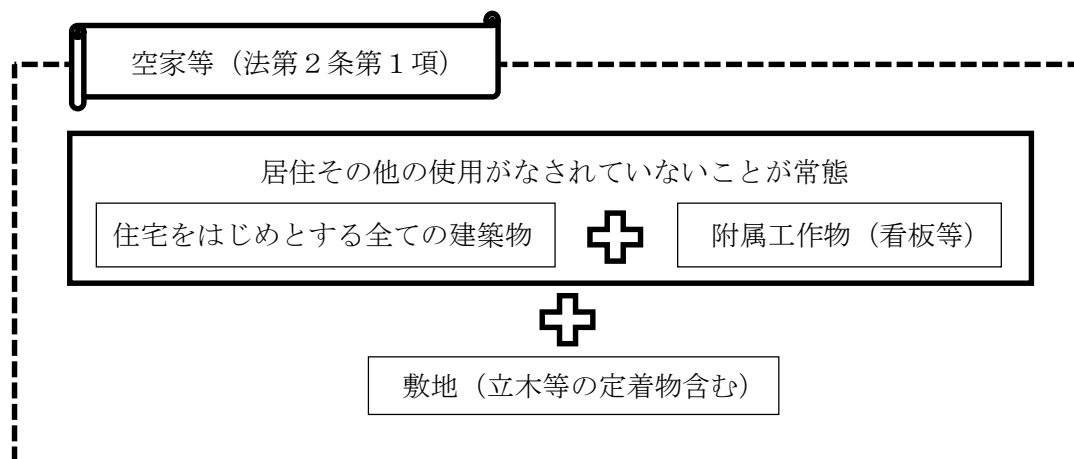 空家等（法第２条第１項）
居住その他の使用がなされていないことが常態
住宅をはじめとする全ての建築物
附属工作物（看板等）
敷地（立木等の定着物含む）